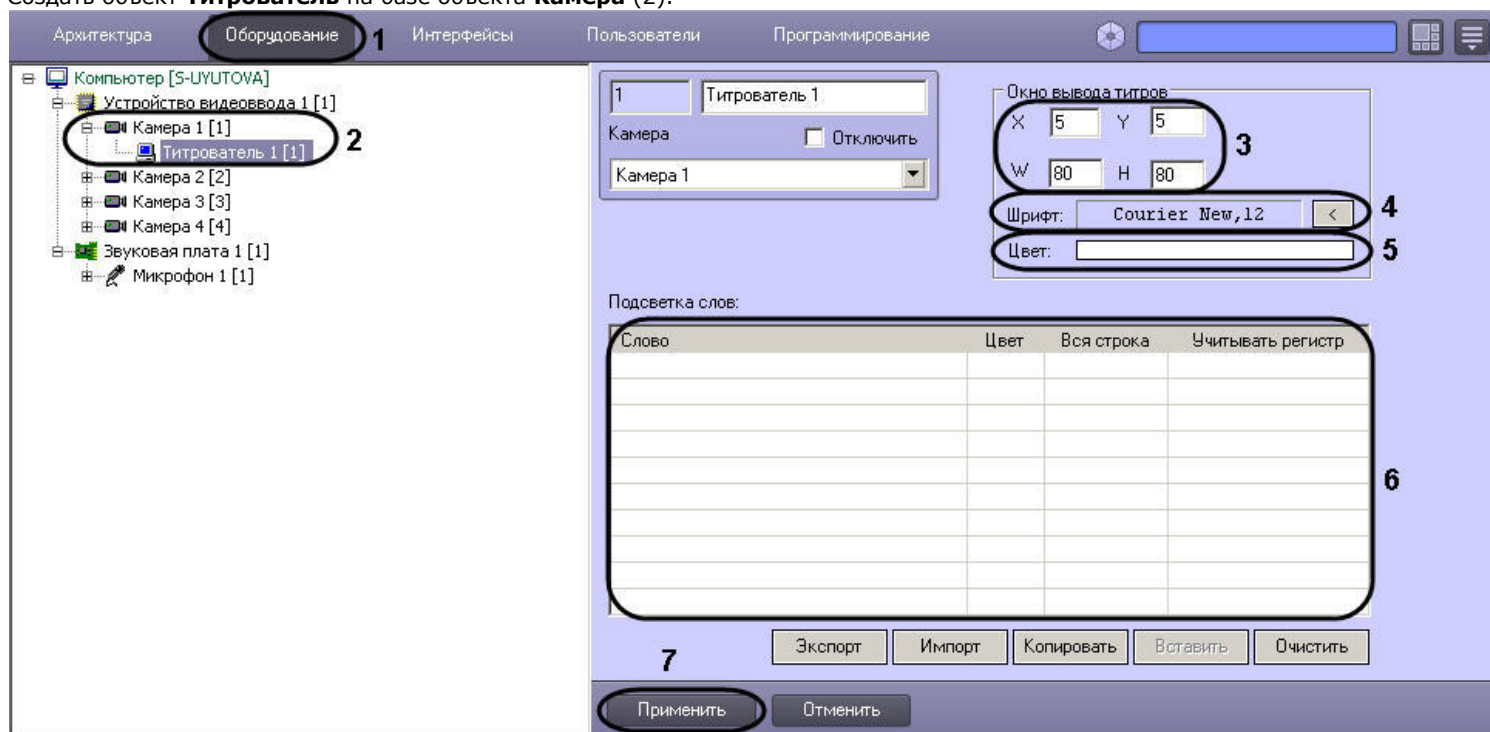 Создать объект Титрователь на базе объекта Камера (2).
Архитектура Оборудование 1 Интерфейсы Пользователи Программирование
Компьютер [S-UYUTOVA]
Устройство видеоввода 1 [1]
Камера 1 [1]
Титрователь 1 [1]
2
Камера 2 [2]
Камера 3 [3]
Камера 4 [4]
Звуковая плата 1 [1]
Микрофон 1 [1]
1 Титрователь 1
Камера Отключить
Камера 1
Окно вывода титров
X 5 Y 5
3
W 80 H 80
Шрифт: Courier New,12 < 4
Цвет: 5
Подсветка слов:
Слово Цвет Вся строка Учитывать регистр
6
Экспорт Импорт Копировать Вставить Очистить
7
Применить Отменить